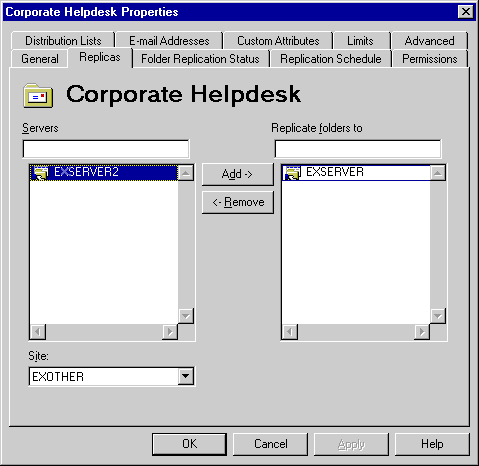 Corporate Helpdesk Properties
Distribution Lists E-mail Addresses Custom Attributes Limits Advanced
General Replicas Folder Replication Status Replication Schedule Permissions
Corporate Helpdesk
Servers Replicate folders to
EXSERVER2 EXSERVER
Add ->
<- Remove
Site:
EXOTHER
OK Cancel Apply Help